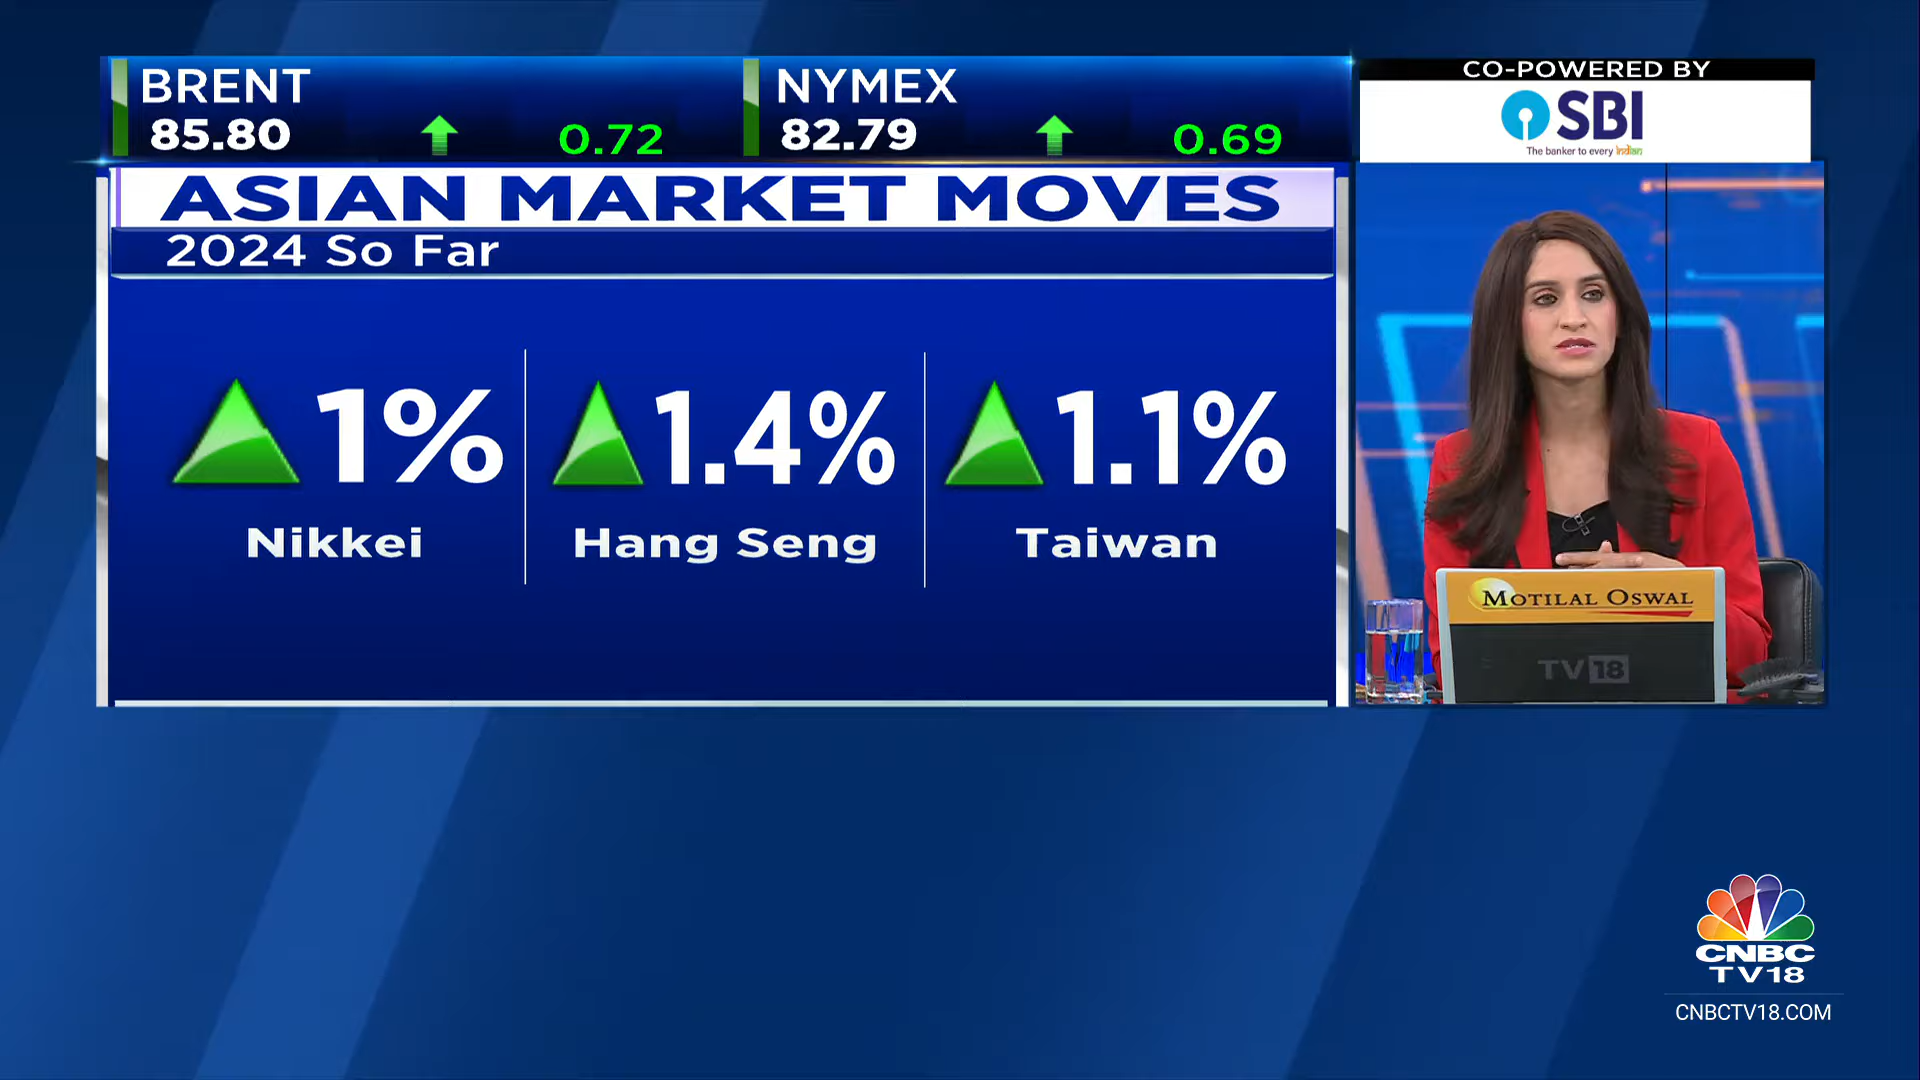 BRENT
85.80
0.72
NYMEX
82.79
0.69
CO-POWERED BY
SBI
The banker to every Indian
ASIAN MARKET MOVES
2024 So Far
1%
Nikkei
1.4%
Hang Seng
1.1%
Taiwan
MOTILAL OSWAL
TV18
CNBC
TV18
CNBCTV18.COM